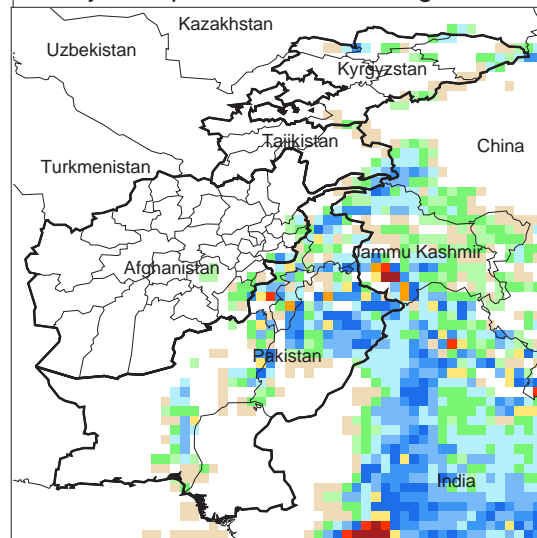 Kazakhstan
Uzbekistan
Kyrgyzstan
Tajikistan
China
Turkmenistan
Jammu Kashmir
Afghanistan
Pakistan
India